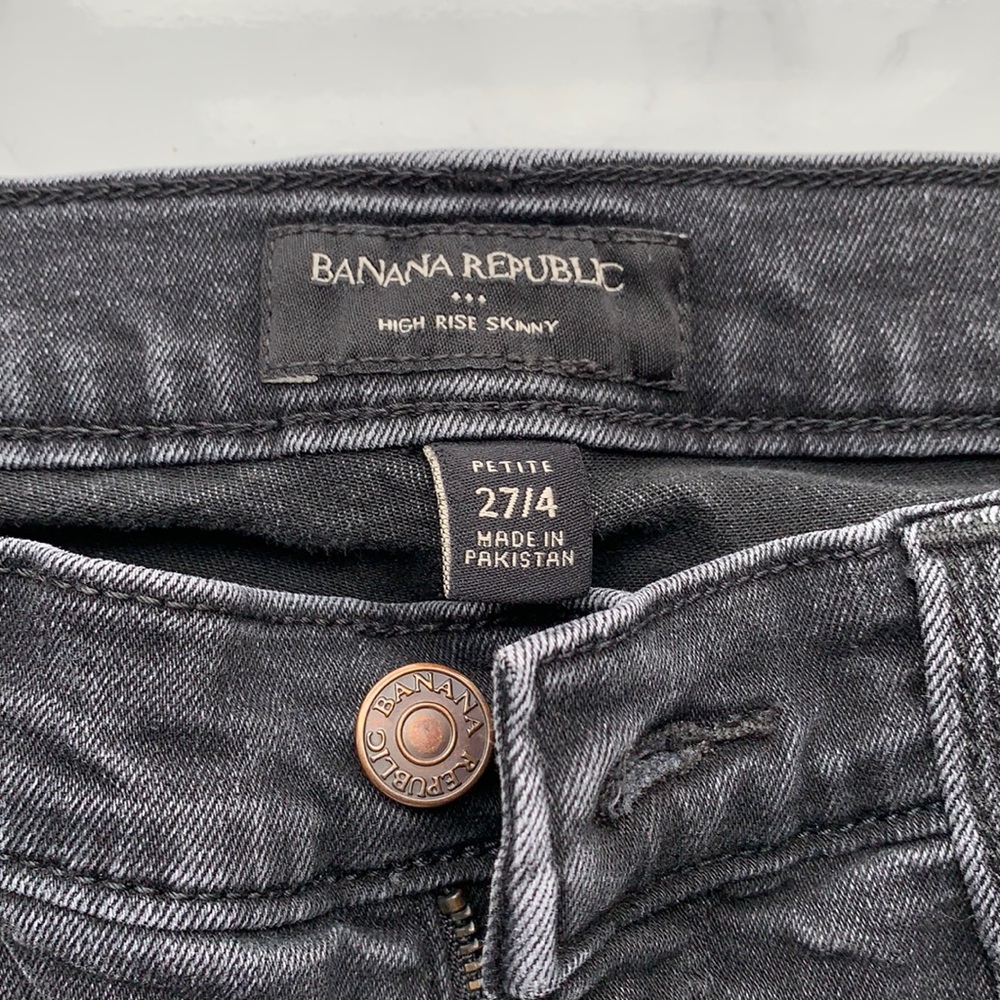 BANANA REPUBLIC
HIGH RISE SKINNY
PETITE
27/4
MADE IN
PAKISTAN
BANANA REPUBLIC